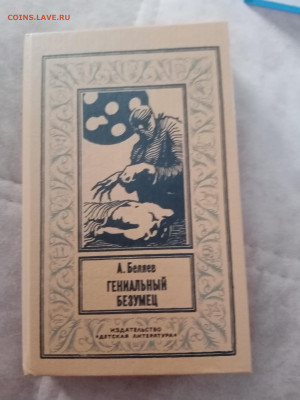 COINS.LAVE.RU
А. Беляев
ГЕНИАЛЬНЫЙ
БЕЗУМЕЦ
ИЗДАТЕЛЬСТВО
«ДЕТСКАЯ ЛИТЕРАТУРА»